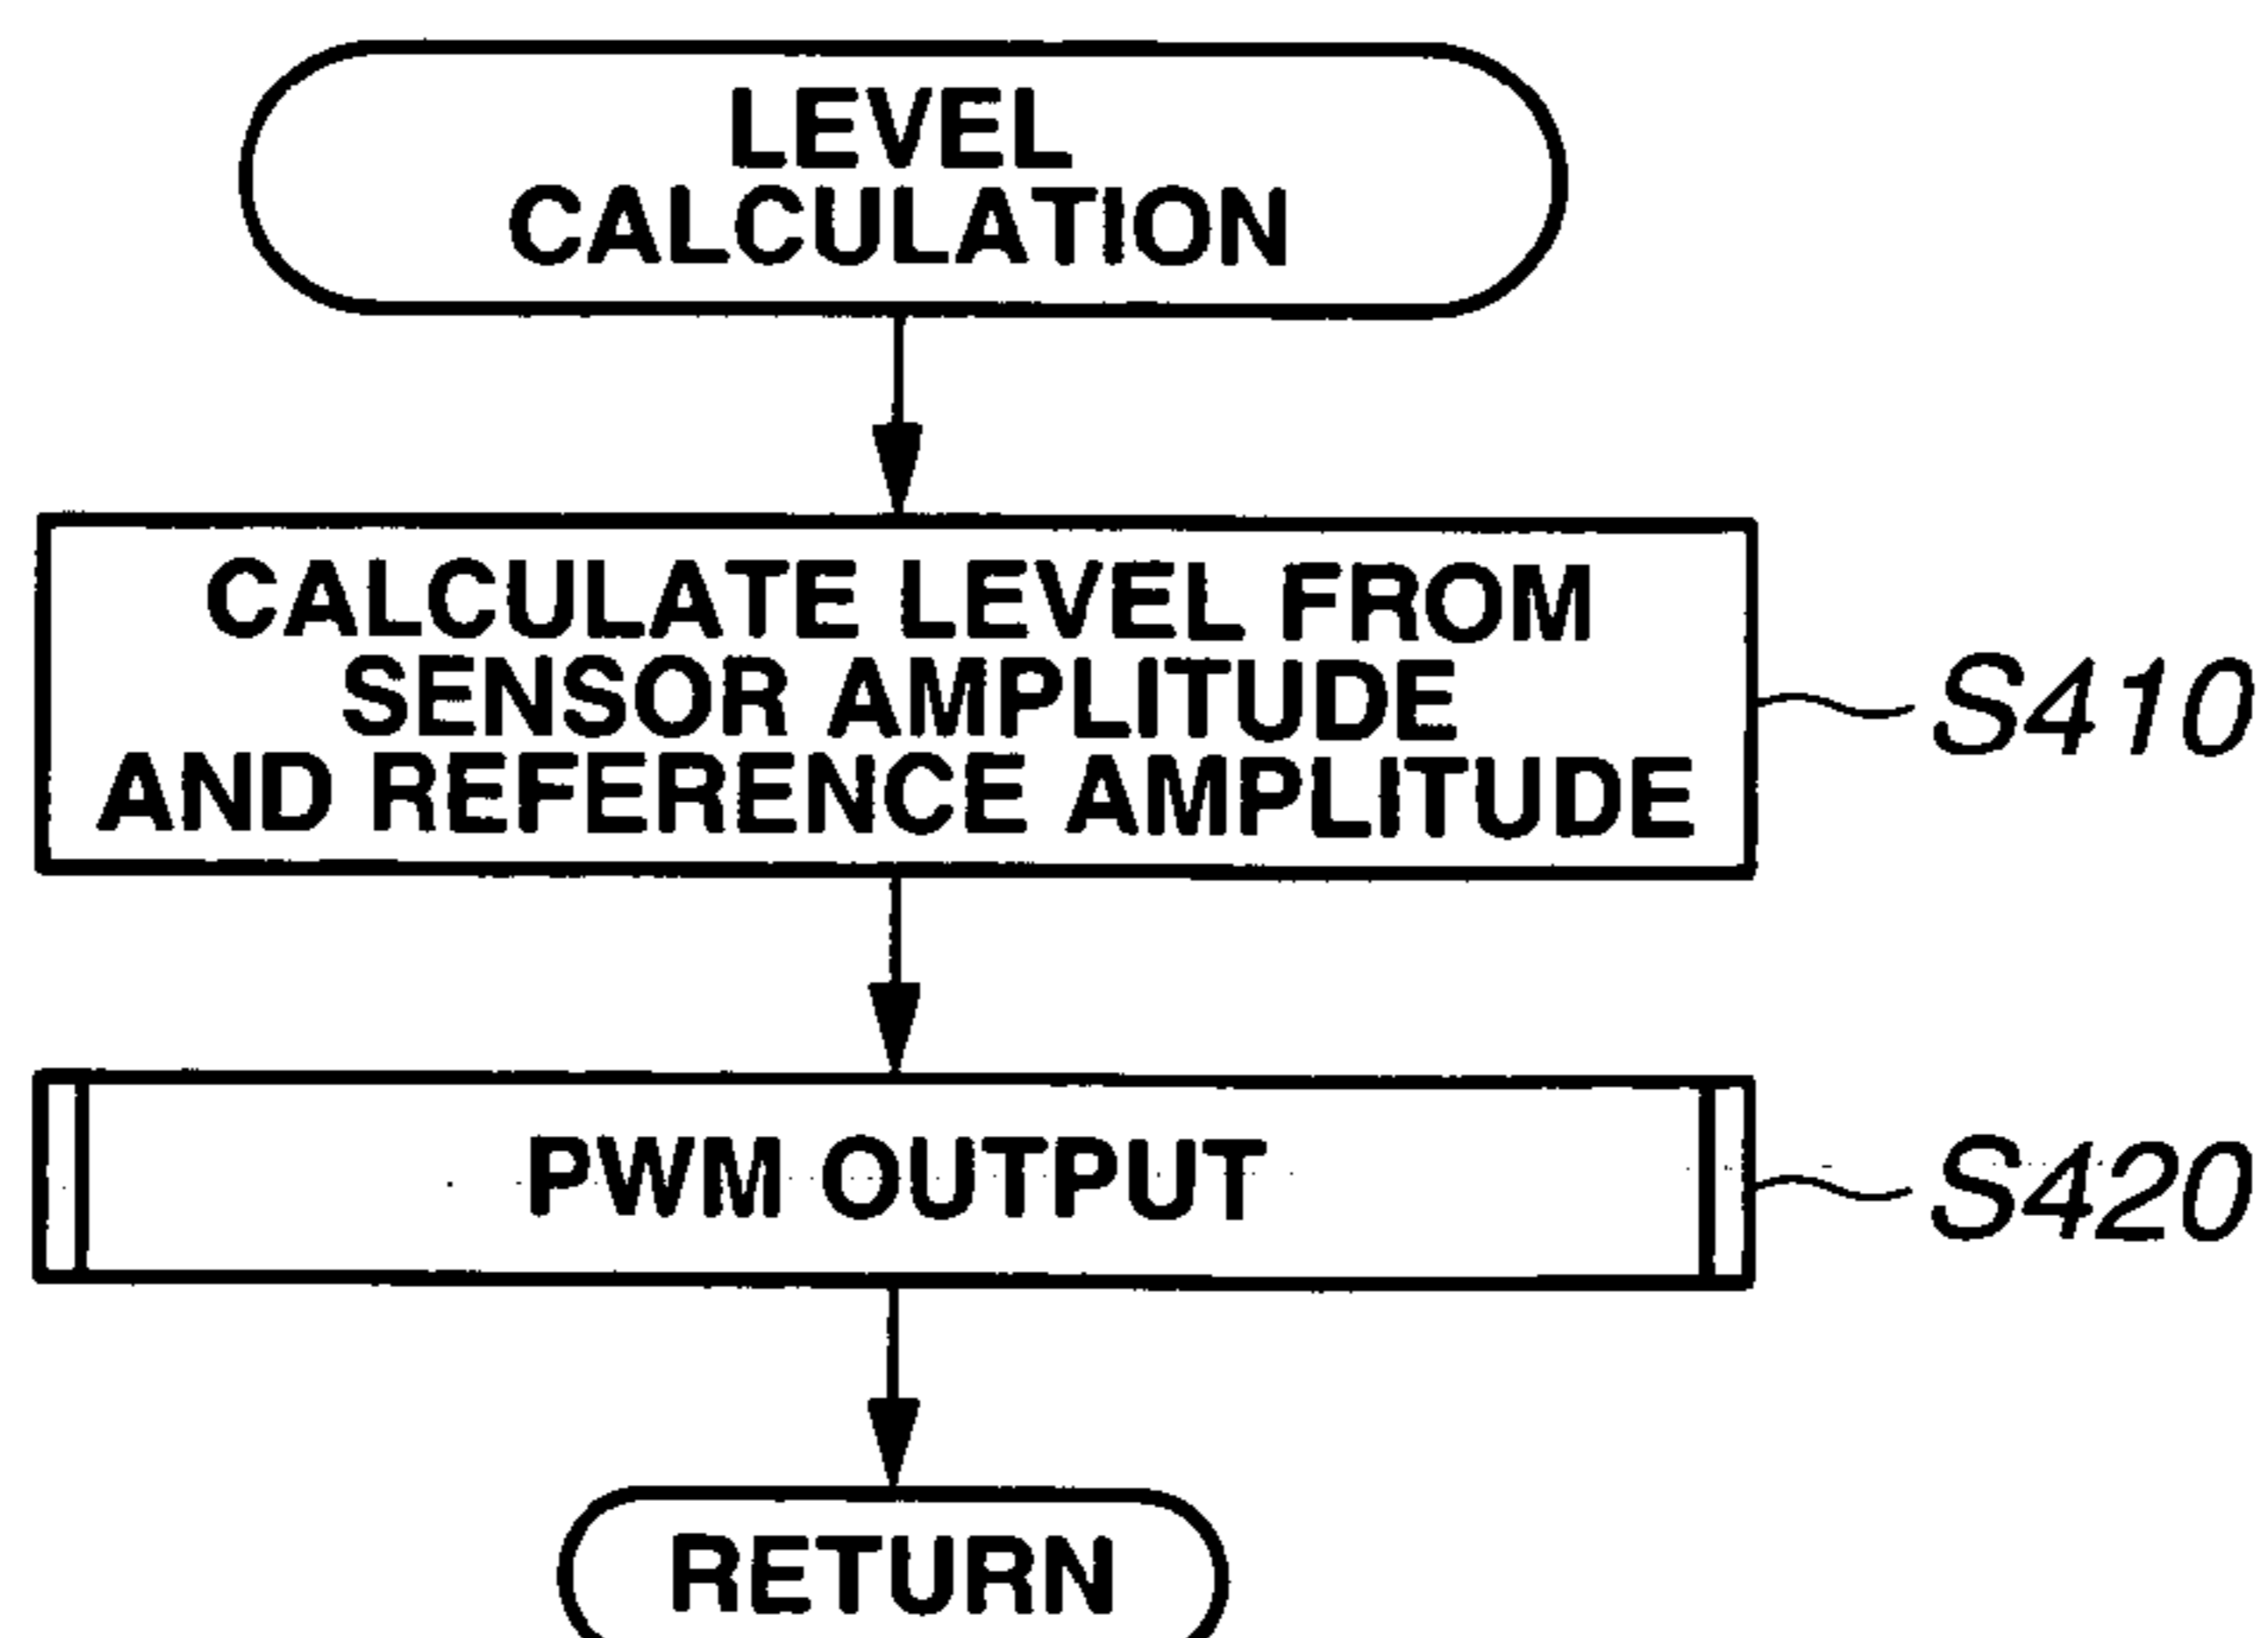 LEVEL
CALCULATION
CALCULATE LEVEL FROM
SENSOR AMPLITUDE
AND REFERENCE AMPLITUDE
S410
PWM OUTPUT
S420
RETURN